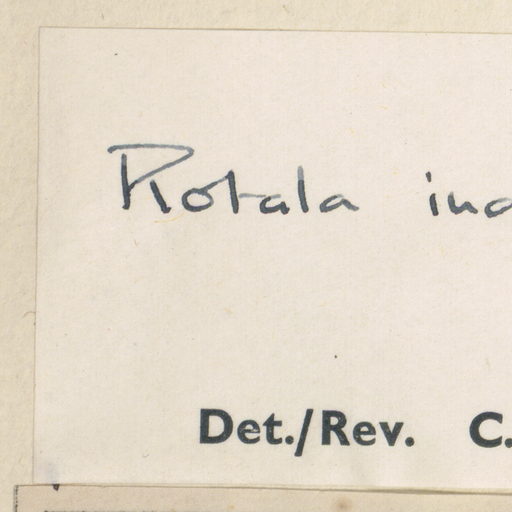 Rotala ind
Det./Rev. C.